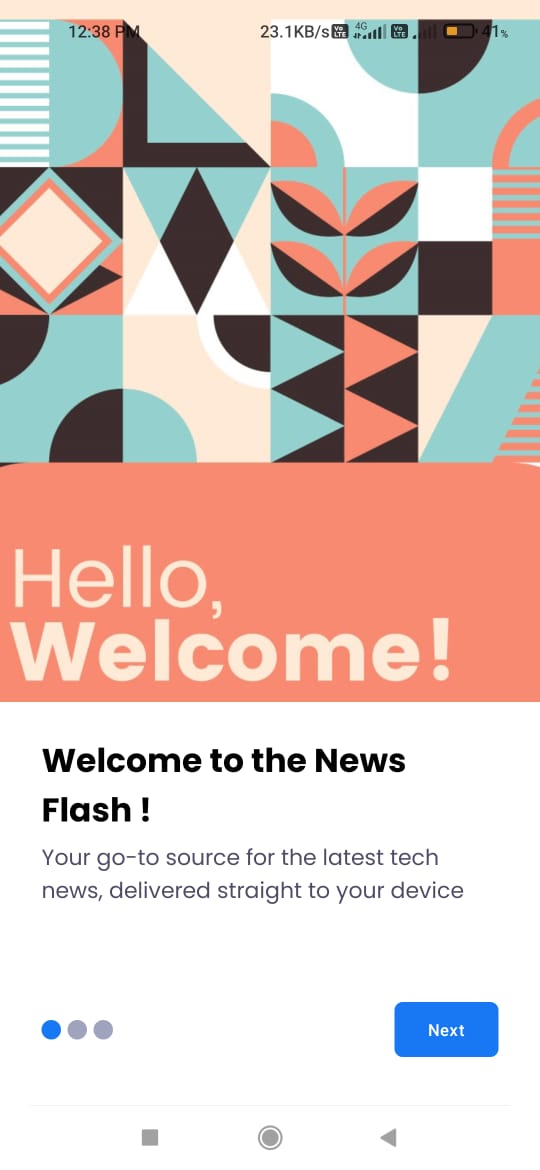 12:38 PM 23.1KB/s Vo LTE 4G Vo LTE 41%
Hello,
Welcome!
Welcome to the News
Flash !
Your go-to source for the latest tech
news, delivered straight to your device
Next